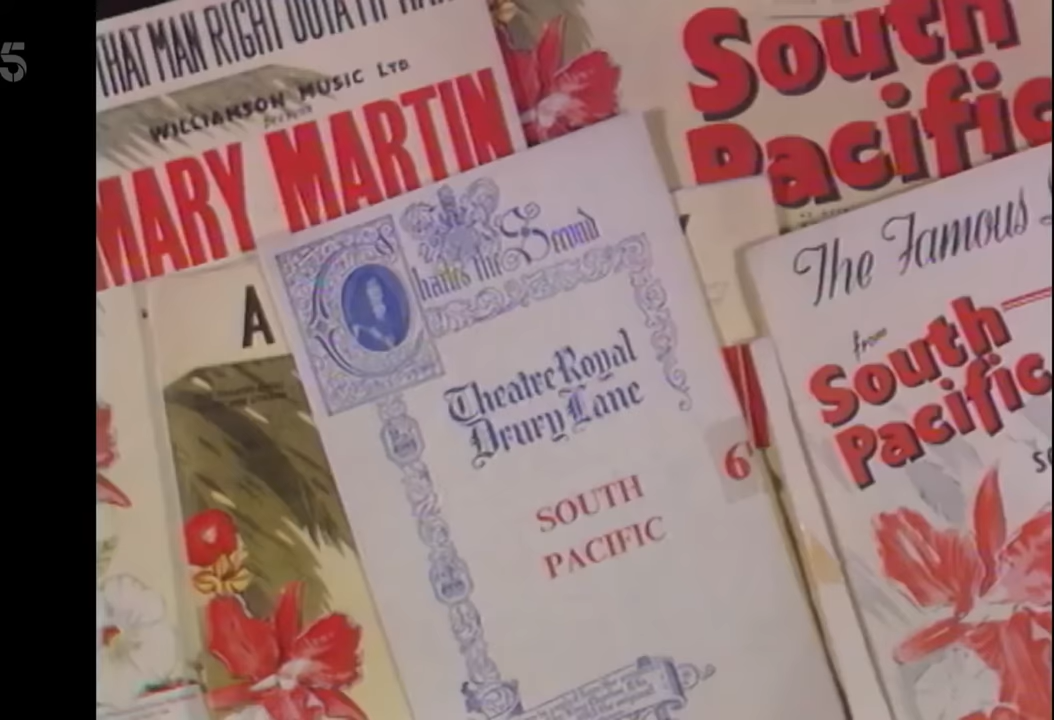 5
THAT MAN RIGHT OUTA
WILLIAMSON MUSIC LTD
MARY MARTIN
South
Pacific
Charles the Second
Theatre Royal
Drury Lane
SOUTH
PACIFIC
6
A
The Famous
from
South
Pacific